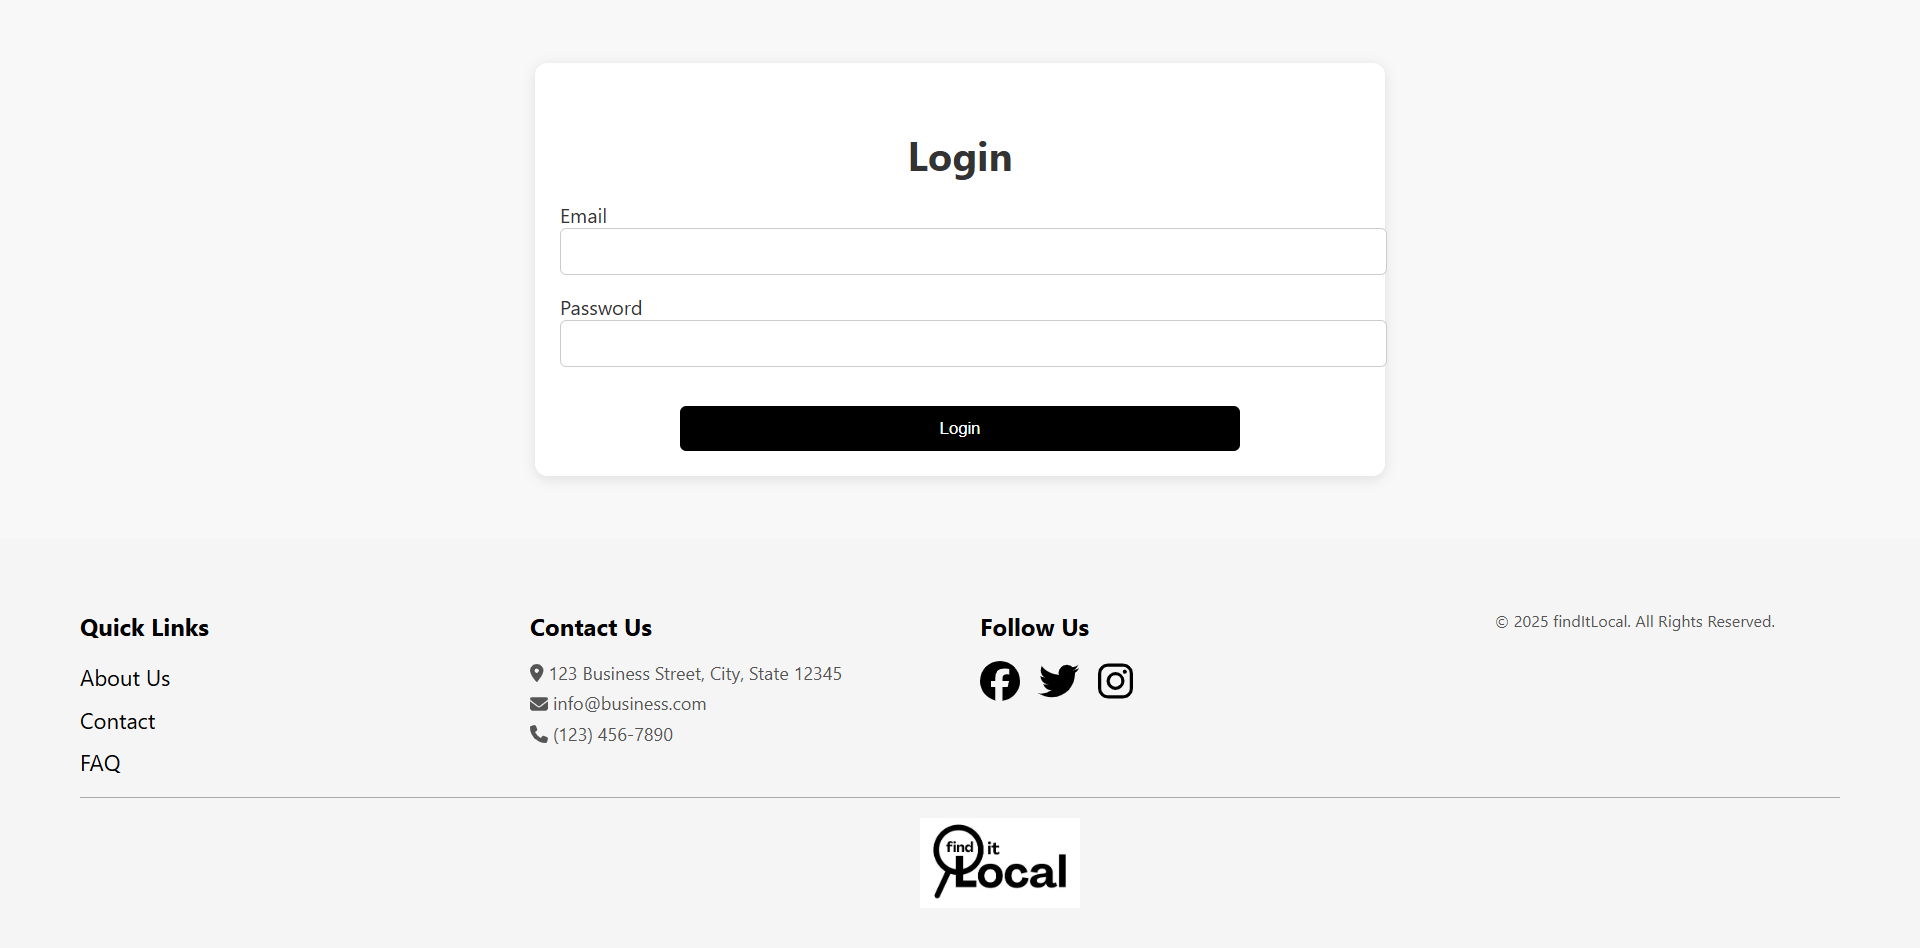 Login
Email
Password
Login
Quick Links
About Us
Contact
FAQ
Contact Us
123 Business Street, City, State 12345
info@business.com
(123) 456-7890
Follow Us
© 2025 findItLocal. All Rights Reserved.
find it
Local